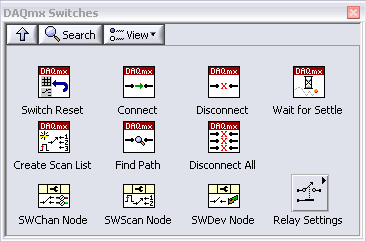 DAQmx Switches
Search View
DAQmx DAQmx DAQmx DAQmx
Switch Reset Connect Disconnect Wait for Settle
DAQmx DAQmx DAQmx
Create Scan List Find Path Disconnect All
SWChan Node SWScan Node SWDev Node Relay Settings